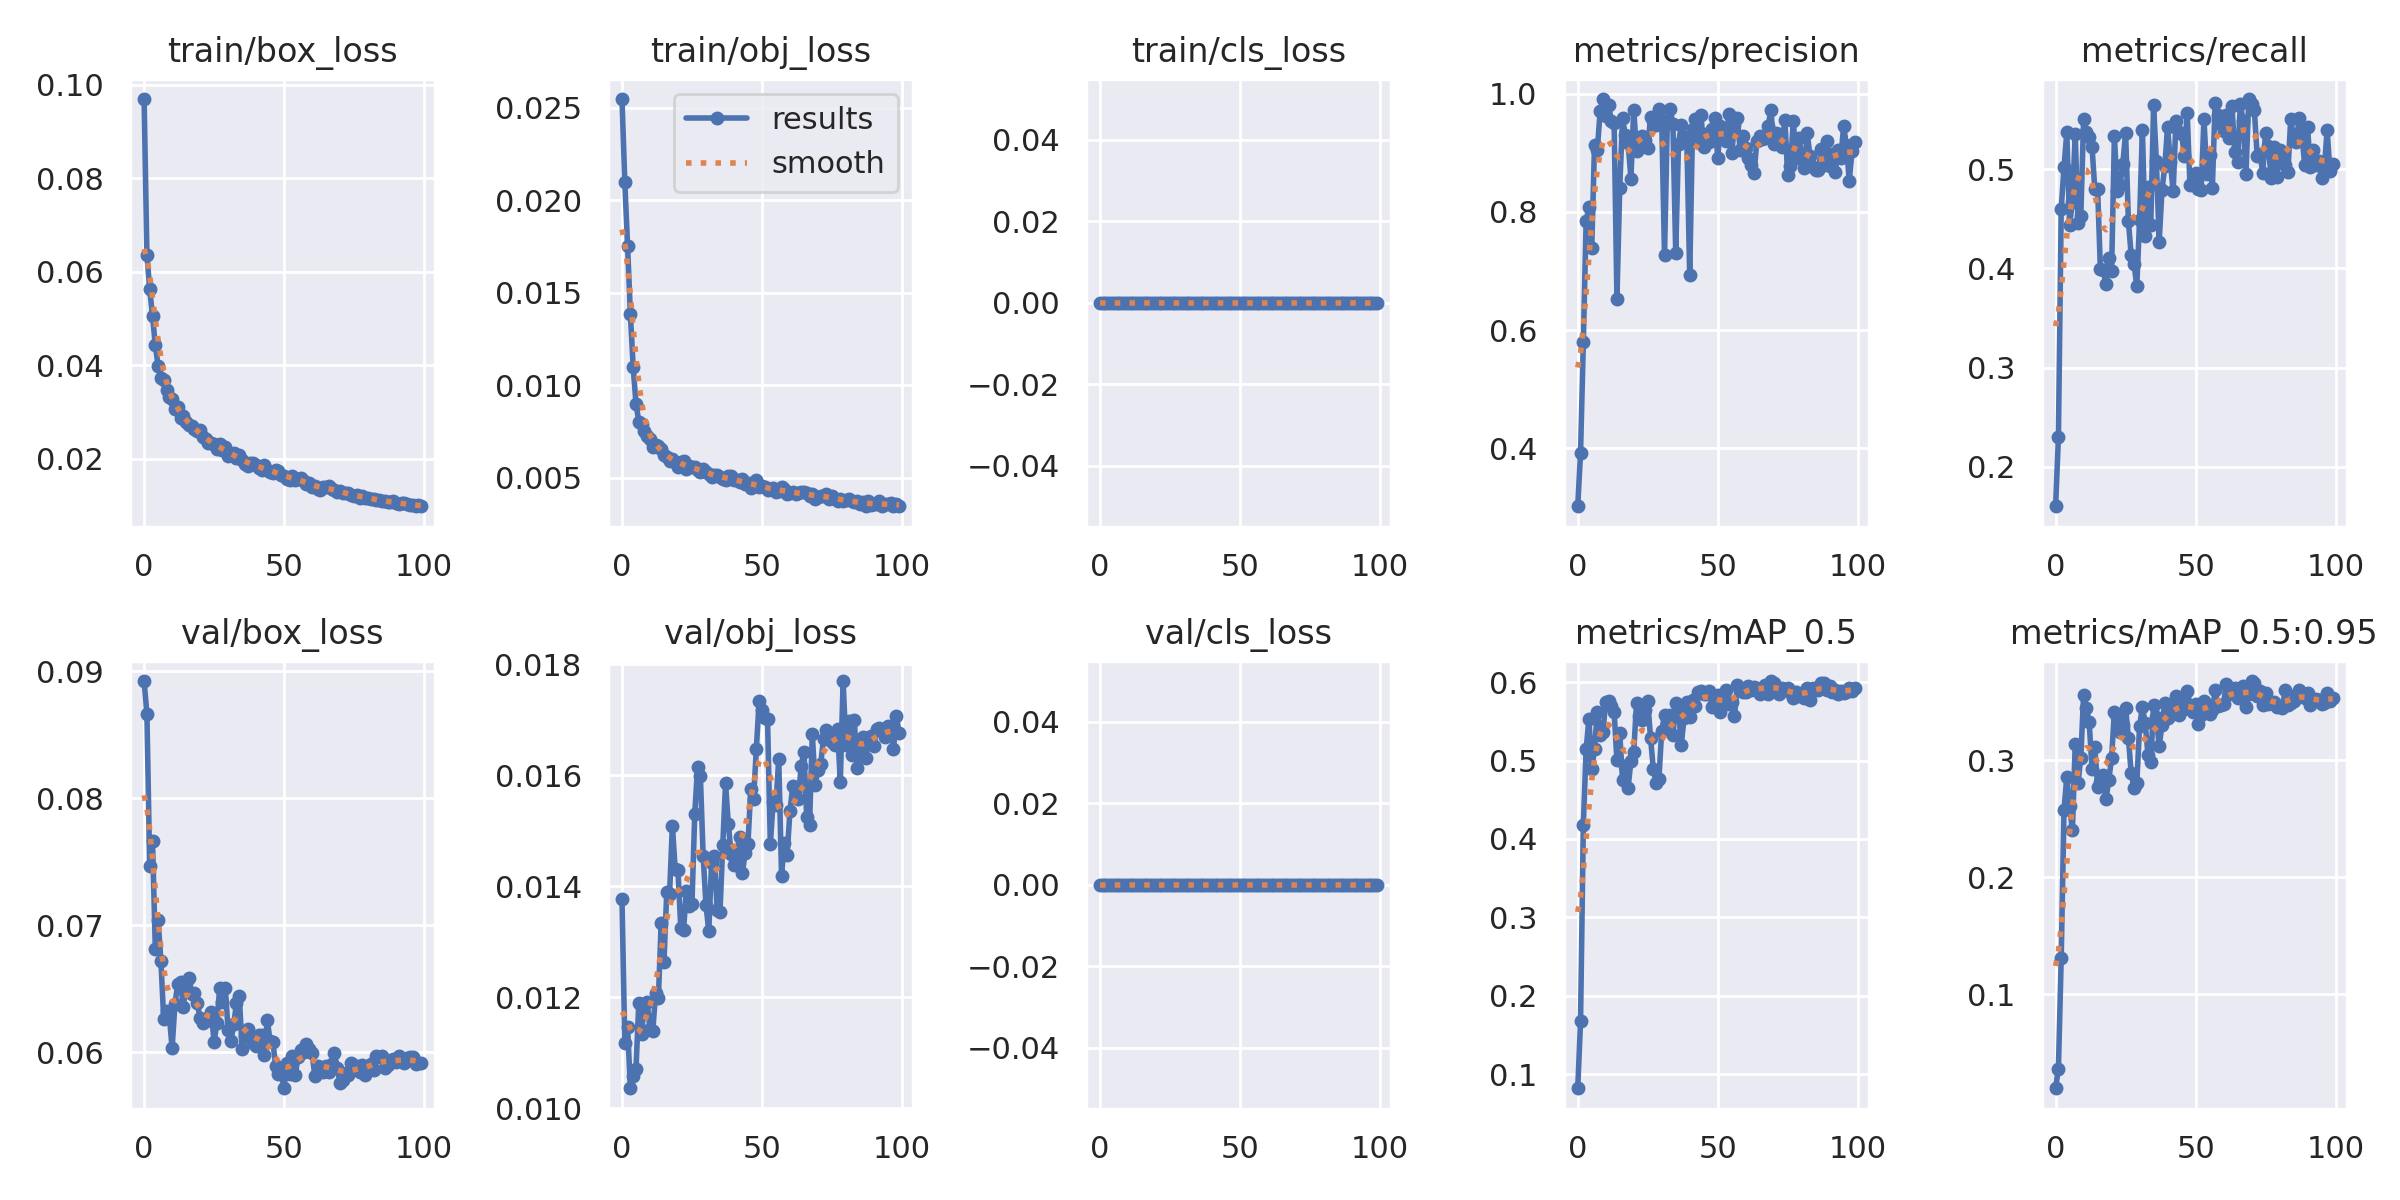 train/box_loss
train/obj_loss
train/cls_loss
metrics/precision
metrics/recall
0.10
0.08
0.06
0.04
0.02
0 50 100
0.025
0.020
0.015
0.010
0.005
0 50 100
results
smooth
0.04
0.02
0.00
−0.02
−0.04
0 50 100
1.0
0.8
0.6
0.4
0 50 100
0.5
0.4
0.3
0.2
0 50 100
val/box_loss
val/obj_loss
val/cls_loss
metrics/mAP_0.5
metrics/mAP_0.5:0.95
0.09
0.08
0.07
0.06
0 50 100
0.018
0.016
0.014
0.012
0.010
0 50 100
0.04
0.02
0.00
−0.02
−0.04
0 50 100
0.6
0.5
0.4
0.3
0.2
0.1
0 50 100
0.3
0.2
0.1
0 50 100